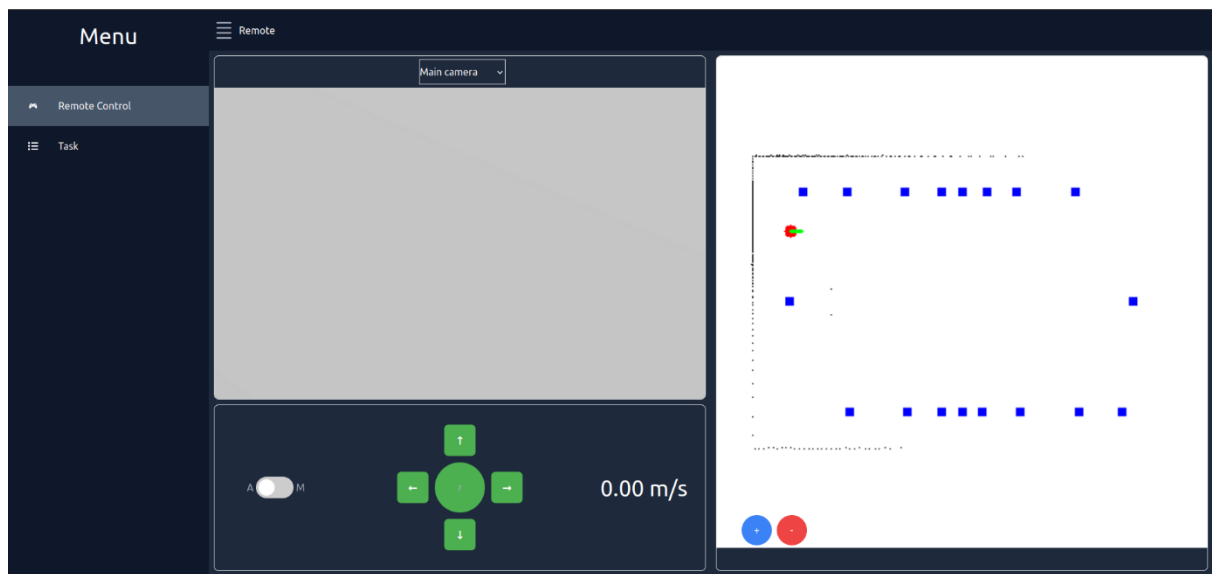 Menu
Remote
Remote Control
Task
Main camera
A
M
↑
←
→
↓
0.00 m/s
+
-